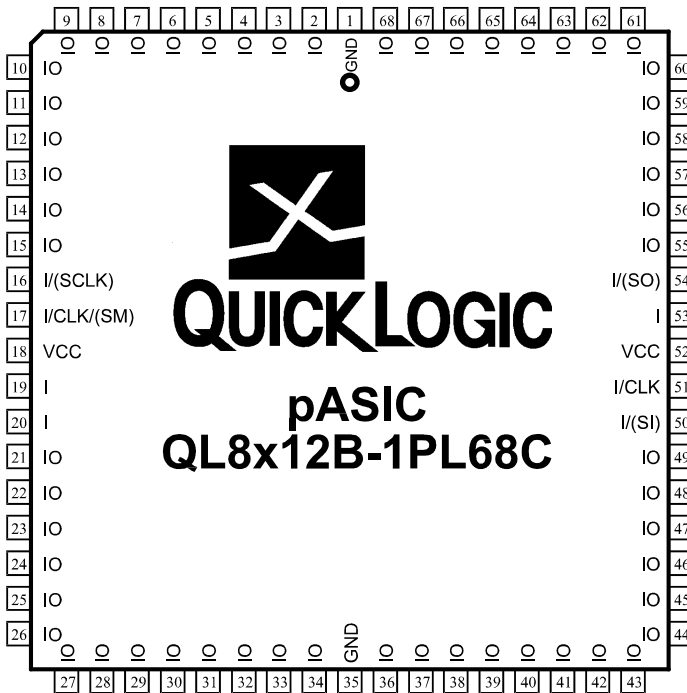 9 8 7 6 5 4 3 2 1 68 67 66 65 64 63 62 61
IO IO IO IO IO IO IO IO GND IO IO IO IO IO IO IO IO
10 IO IO 60
11 IO IO 59
12 IO IO 58
13 IO IO 57
14 IO IO 56
15 IO IO 55
16 I/(SCLK) I/(SO) 54
17 I/CLK/(SM) I 53
18 VCC VCC 52
19 I I/CLK 51
20 I I/(SI) 50
21 IO IO 49
22 IO IO 48
23 IO IO 47
24 IO IO 46
25 IO IO 45
26 IO IO 44
QUICKLOGIC
pASIC
QL8x12B-1PL68C
IO IO IO IO IO IO IO IO GND IO IO IO IO IO IO IO IO
27 28 29 30 31 32 33 34 35 36 37 38 39 40 41 42 43